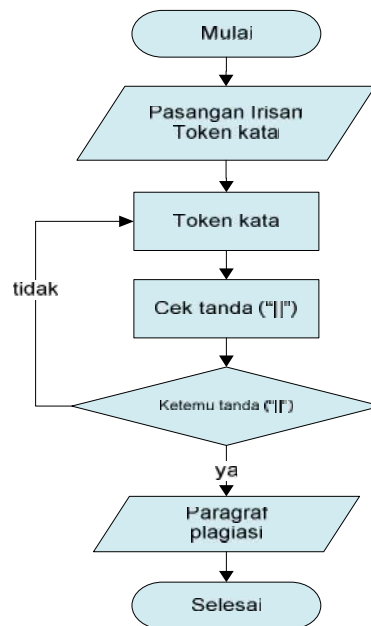 Mulai
Pasangan Irisan
Token kata
Token kata
tidak
Cek tanda (“||”)
Ketemu tanda (“||”)
ya
Paragraf
plagiasi
Selesai